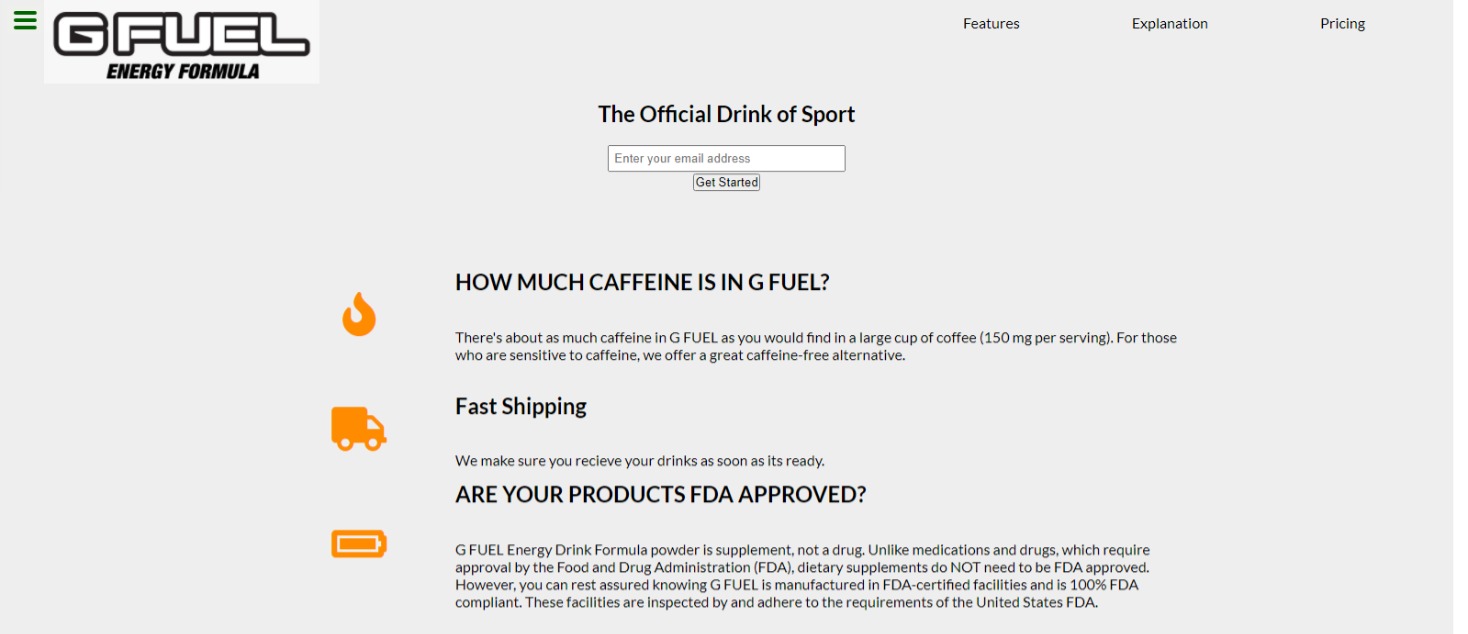 GFUEL
ENERGY FORMULA
Features
Explanation
Pricing
The Official Drink of Sport
Enter your email address
Get Started
HOW MUCH CAFFEINE IS IN G FUEL?
There's about as much caffeine in G FUEL as you would find in a large cup of coffee (150 mg per serving). For those
who are sensitive to caffeine, we offer a great caffeine-free alternative.
Fast Shipping
We make sure you recieve your drinks as soon as its ready.
ARE YOUR PRODUCTS FDA APPROVED?
G FUEL Energy Drink Formula powder is supplement, not a drug. Unlike medications and drugs, which require
approval by the Food and Drug Administration (FDA), dietary supplements do NOT need to be FDA approved.
However, you can rest assured knowing G FUEL is manufactured in FDA-certified facilities and is 100% FDA
compliant. These facilities are inspected by and adhere to the requirements of the United States FDA.